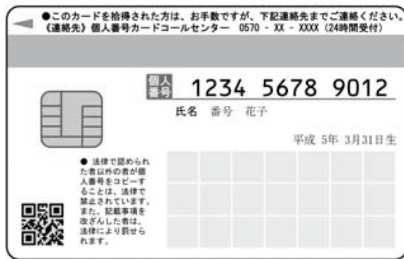 ●このカードを拾得された方は、お手数ですが、下記連絡先までご連絡ください。
《連絡先》個人番号カードコールセンター 0570 - XX - XXXX (24時間受付)
個人番号 1234 5678 9012
氏名 番号 花子
平成 5年 3月31日生
● 法律で認められ
た者以外の者が個
人番号をコピーす
ることは、法律で
禁止されています。
また、記載事項を
改ざんした者は、
法律により罰せら
れます。